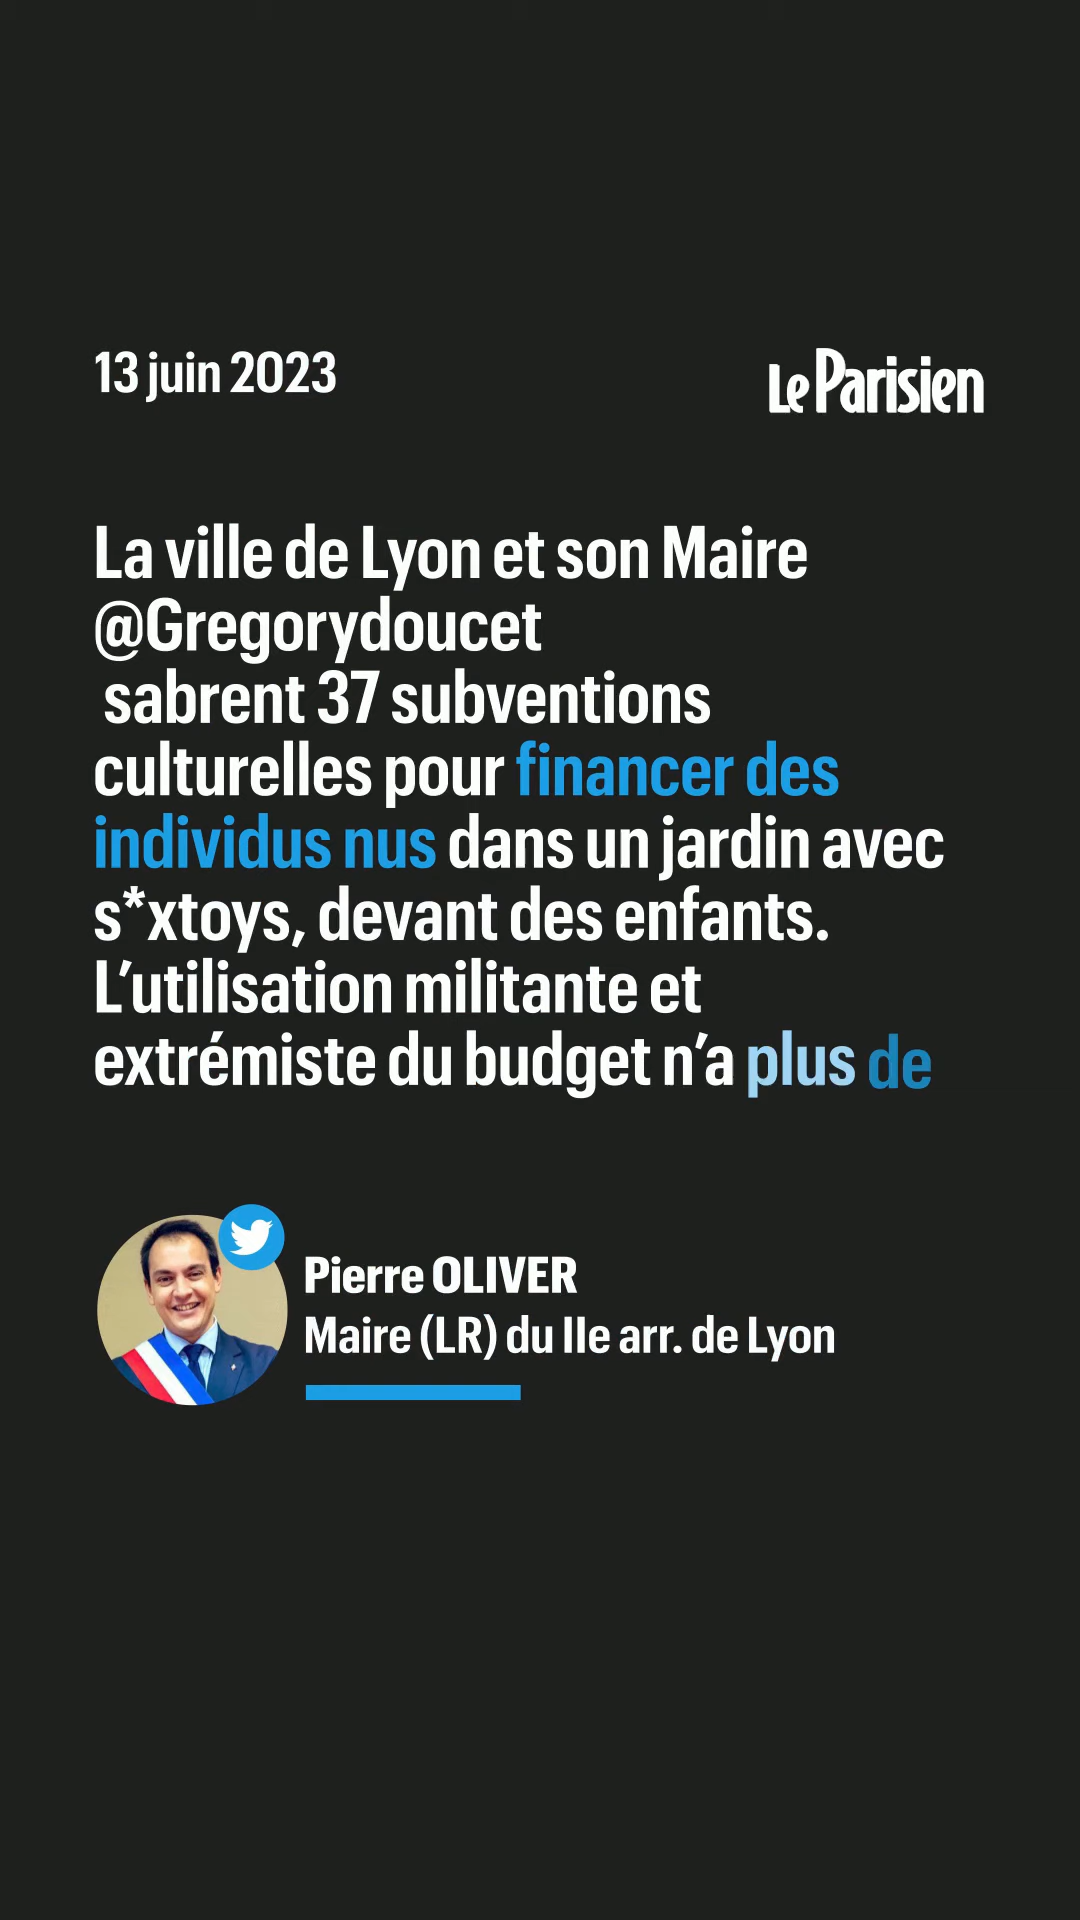 13 juin 2023
Le Parisien
La ville de Lyon et son Maire
@Gregorydoucet
sabrent 37 subventions
culturelles pour financer des
individus nus dans un jardin avec
s*xtoys, devant des enfants.
L’utilisation militante et
extrémiste du budget n’a plus de
Pierre OLIVER
Maire (LR) du IIe arr. de Lyon